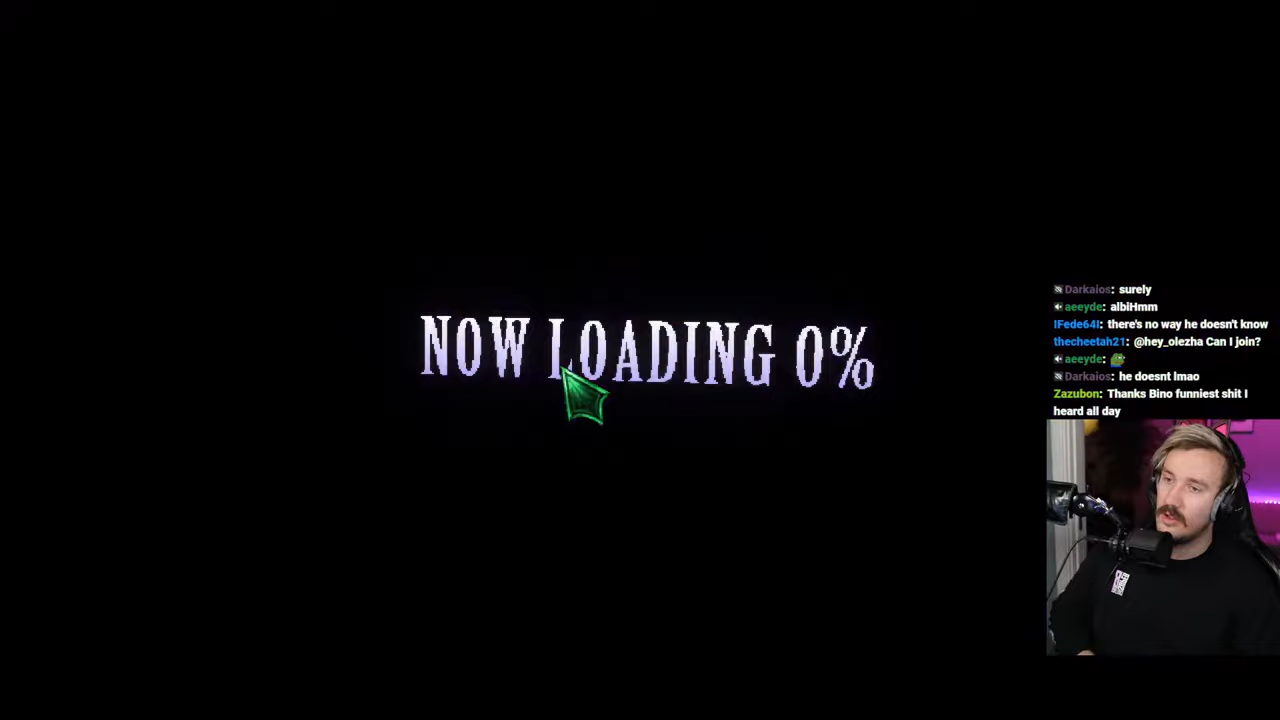 NOW LOADING 0%
Darkaios: surely
aeeyde: albiHmm
IFede64I: there's no way he doesn't know
thecheetah21: @hey_olezha Can I join?
aeeyde:
Darkaios: he doesnt lmao
Zazubon: Thanks Bino funniest shit I
heard all day